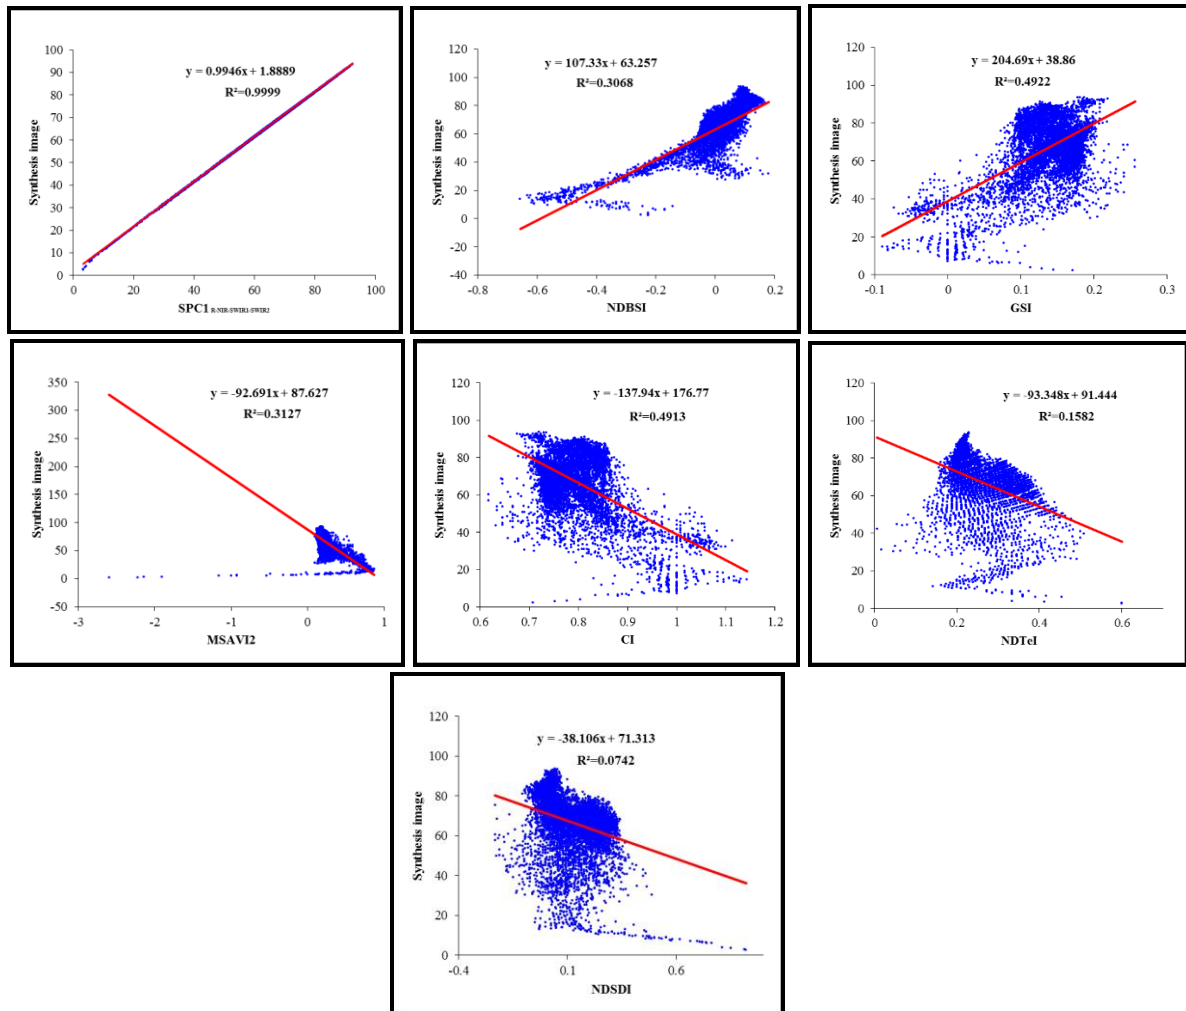 y = 0.9946x + 1.8889
R²=0.9999
Synthesis image
100
90
80
70
60
50
40
30
20
10
0
0 20 40 60 80 100
SPC1 R-NIR-SWIR1-SWIR2
y = 107.33x + 63.257
R²=0.3068
Synthesis image
120
100
80
60
40
20
0
-20
-40
-0.8 -0.6 -0.4 -0.2 0 0.2
NDBSI
y = 204.69x + 38.86
R²=0.4922
Synthesis image
120
100
80
60
40
20
0
-0.1 0 0.1 0.2 0.3
GSI
y = -92.691x + 87.627
R²=0.3127
Synthesis image
350
300
250
200
150
100
50
0
-50
-3 -2 -1 0 1
MSAVI2
y = -137.94x + 176.77
R²=0.4913
Synthesis image
120
100
80
60
40
20
0
0.6 0.7 0.8 0.9 1 1.1 1.2
CI
y = -93.348x + 91.444
R²=0.1582
Synthesis image
120
100
80
60
40
20
0
0 0.2 0.4 0.6
NDTeI
y = -38.106x + 71.313
R²=0.0742
Synthesis image
120
100
80
60
40
20
0
-0.4 0.1 0.6
NDSDI